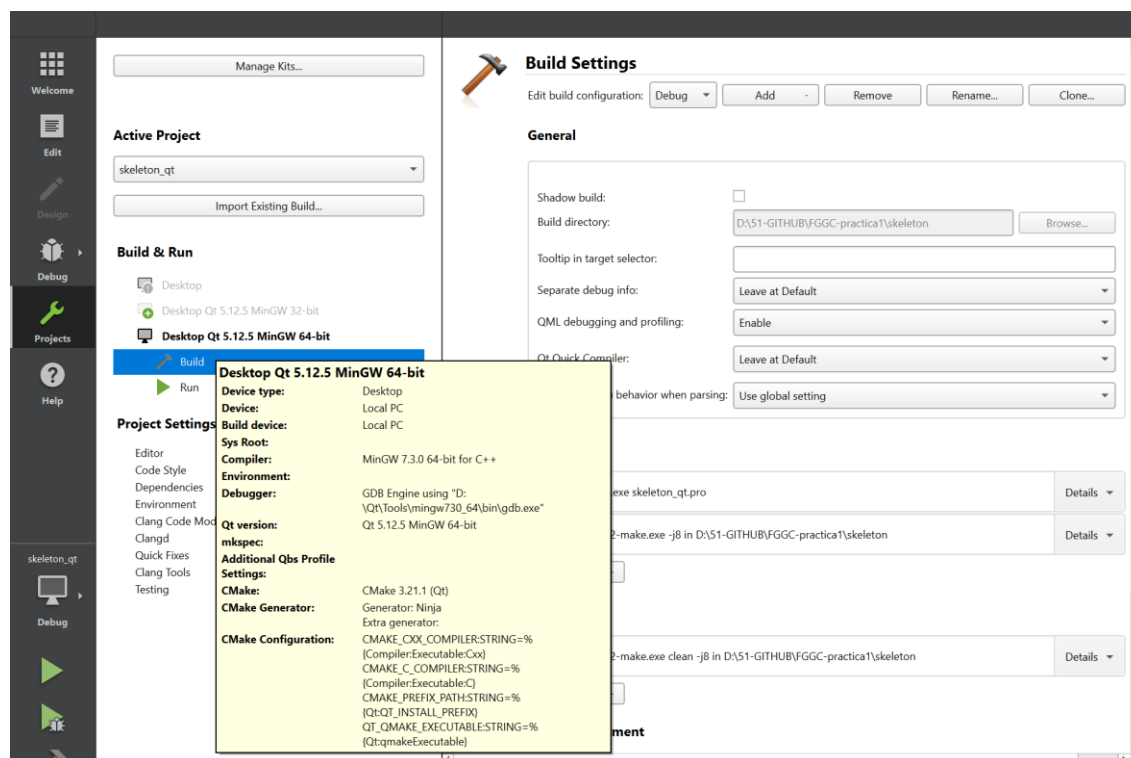 Welcome
Edit
Design
Debug
Projects
Help
skeleton_qt
Debug
Manage Kits...
Active Project
skeleton_qt
Import Existing Build...
Build & Run
Desktop
Desktop Qt 5.12.5 MinGW 32-bit
Desktop Qt 5.12.5 MinGW 64-bit
Build
Run
Project Settings
Editor
Code Style
Dependencies
Environment
Clang Code Mod
Clangd
Quick Fixes
Clang Tools
Testing
Desktop Qt 5.12.5 MinGW 64-bit
Device type: Desktop
Device: Local PC
Build device: Local PC
Sys Root:
Compiler: MinGW 7.3.0 64-bit for C++
Environment:
Debugger: GDB Engine using "D:
\Qt\Tools\mingw730_64\bin\gdb.exe"
Qt version: Qt 5.12.5 MinGW 64-bit
mkspec:
Additional Qbs Profile
Settings:
CMake: CMake 3.21.1 (Qt)
CMake Generator: Generator: Ninja
Extra generator:
CMake Configuration: CMAKE_CXX_COMPILER:STRING=%
{Compiler:Executable:Cxx}
CMAKE_C_COMPILER:STRING=%
{Compiler:Executable:C}
CMAKE_PREFIX_PATH:STRING=%
{Qt:QT_INSTALL_PREFIX}
QT_QMAKE_EXECUTABLE:STRING=%
{Qt:qmakeExecutable}
Build Settings
Edit build configuration: Debug Add Remove Rename... Clone...
General
Shadow build:
Build directory: D:\51-GITHUB\FGGC-practica1\skeleton Browse...
Tooltip in target selector:
Separate debug info: Leave at Default
QML debugging and profiling: Enable
Qt Quick Compiler: Leave at Default
behavior when parsing: Use global setting
exe skeleton_qt.pro Details
2-make.exe -j8 in D:\51-GITHUB\FGGC-practica1\skeleton Details
2-make.exe clean -j8 in D:\51-GITHUB\FGGC-practica1\skeleton Details
ment